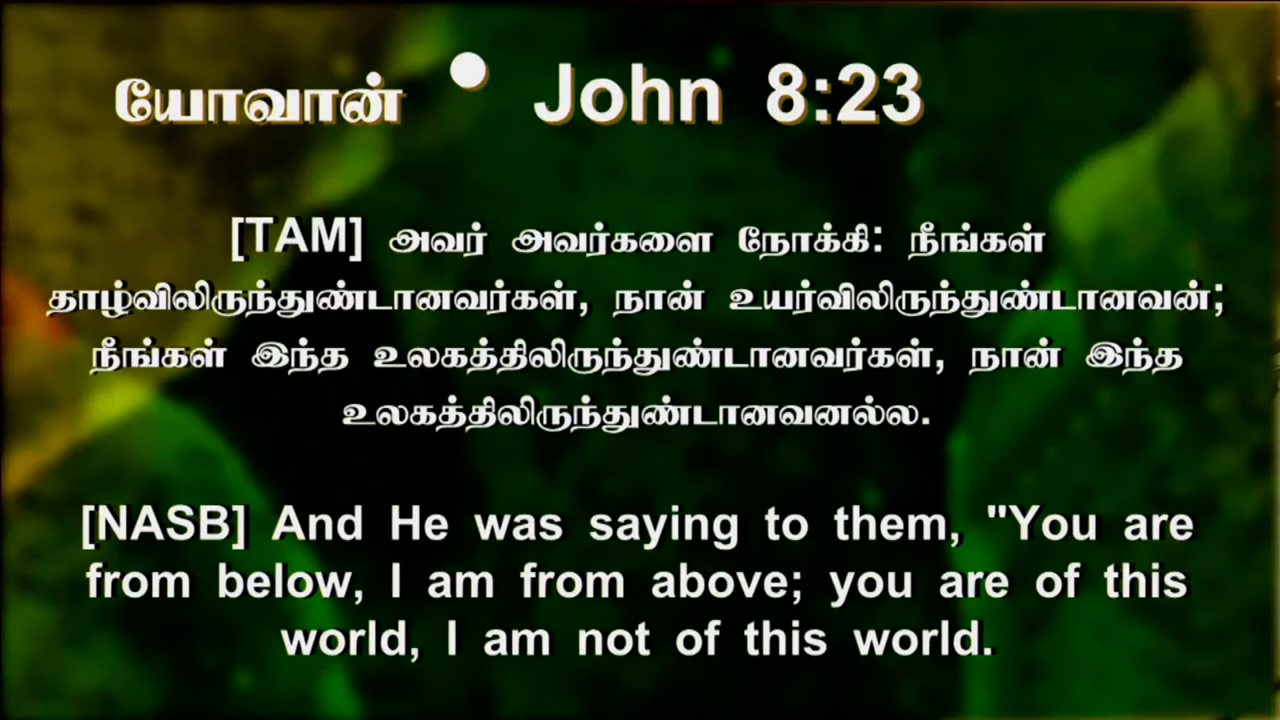 யோவான் • John 8:23
[TAM] அவர் அவர்களை நோக்கி: நீங்கள்
தாழ்விலிருந்துண்டானவர்கள், நான் உயர்விலிருந்துண்டானவன்;
நீங்கள் இந்த உலகத்திலிருந்துண்டானவர்கள், நான் இந்த
உலகத்திலிருந்துண்டானவனல்ல.
[NASB] And He was saying to them, "You are
from below, I am from above; you are of this
world, I am not of this world.